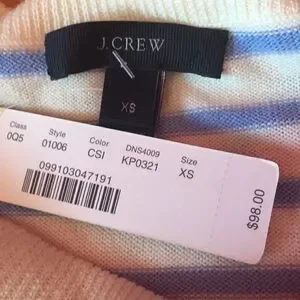 J. CREW
XS
Class Style Color DNS4009 Size
0Q5 01006 CSI KP0321 XS
099103047191
$98.00